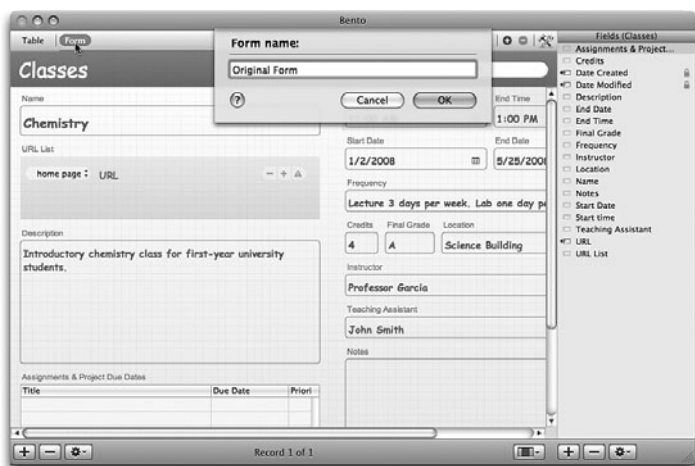 Bento
Table
Form
Form name:
Original Form
Cancel
OK
Classes
Name
Chemistry
URL List
home page
URL
Description
Introductory chemistry class for first-year university
students.
Assignments & Project Due Dates
Title
Due Date
Priori
End Time
1:00 PM
Start Date
1/2/2008
End Date
5/25/200
Frequency
Lecture 3 days per week. Lab one day p
Credits
4
Final Grade
A
Location
Science Building
Instructor
Professor Garcia
Teaching Assistant
John Smith
Notes
Record 1 of 1
Fields (Classes)
Assignments & Project...
Credits
Date Created
Date Modified
Description
End Date
End Time
Final Grade
Frequency
Instructor
Location
Name
Notes
Start Date
Start time
Teaching Assistant
URL
URL List